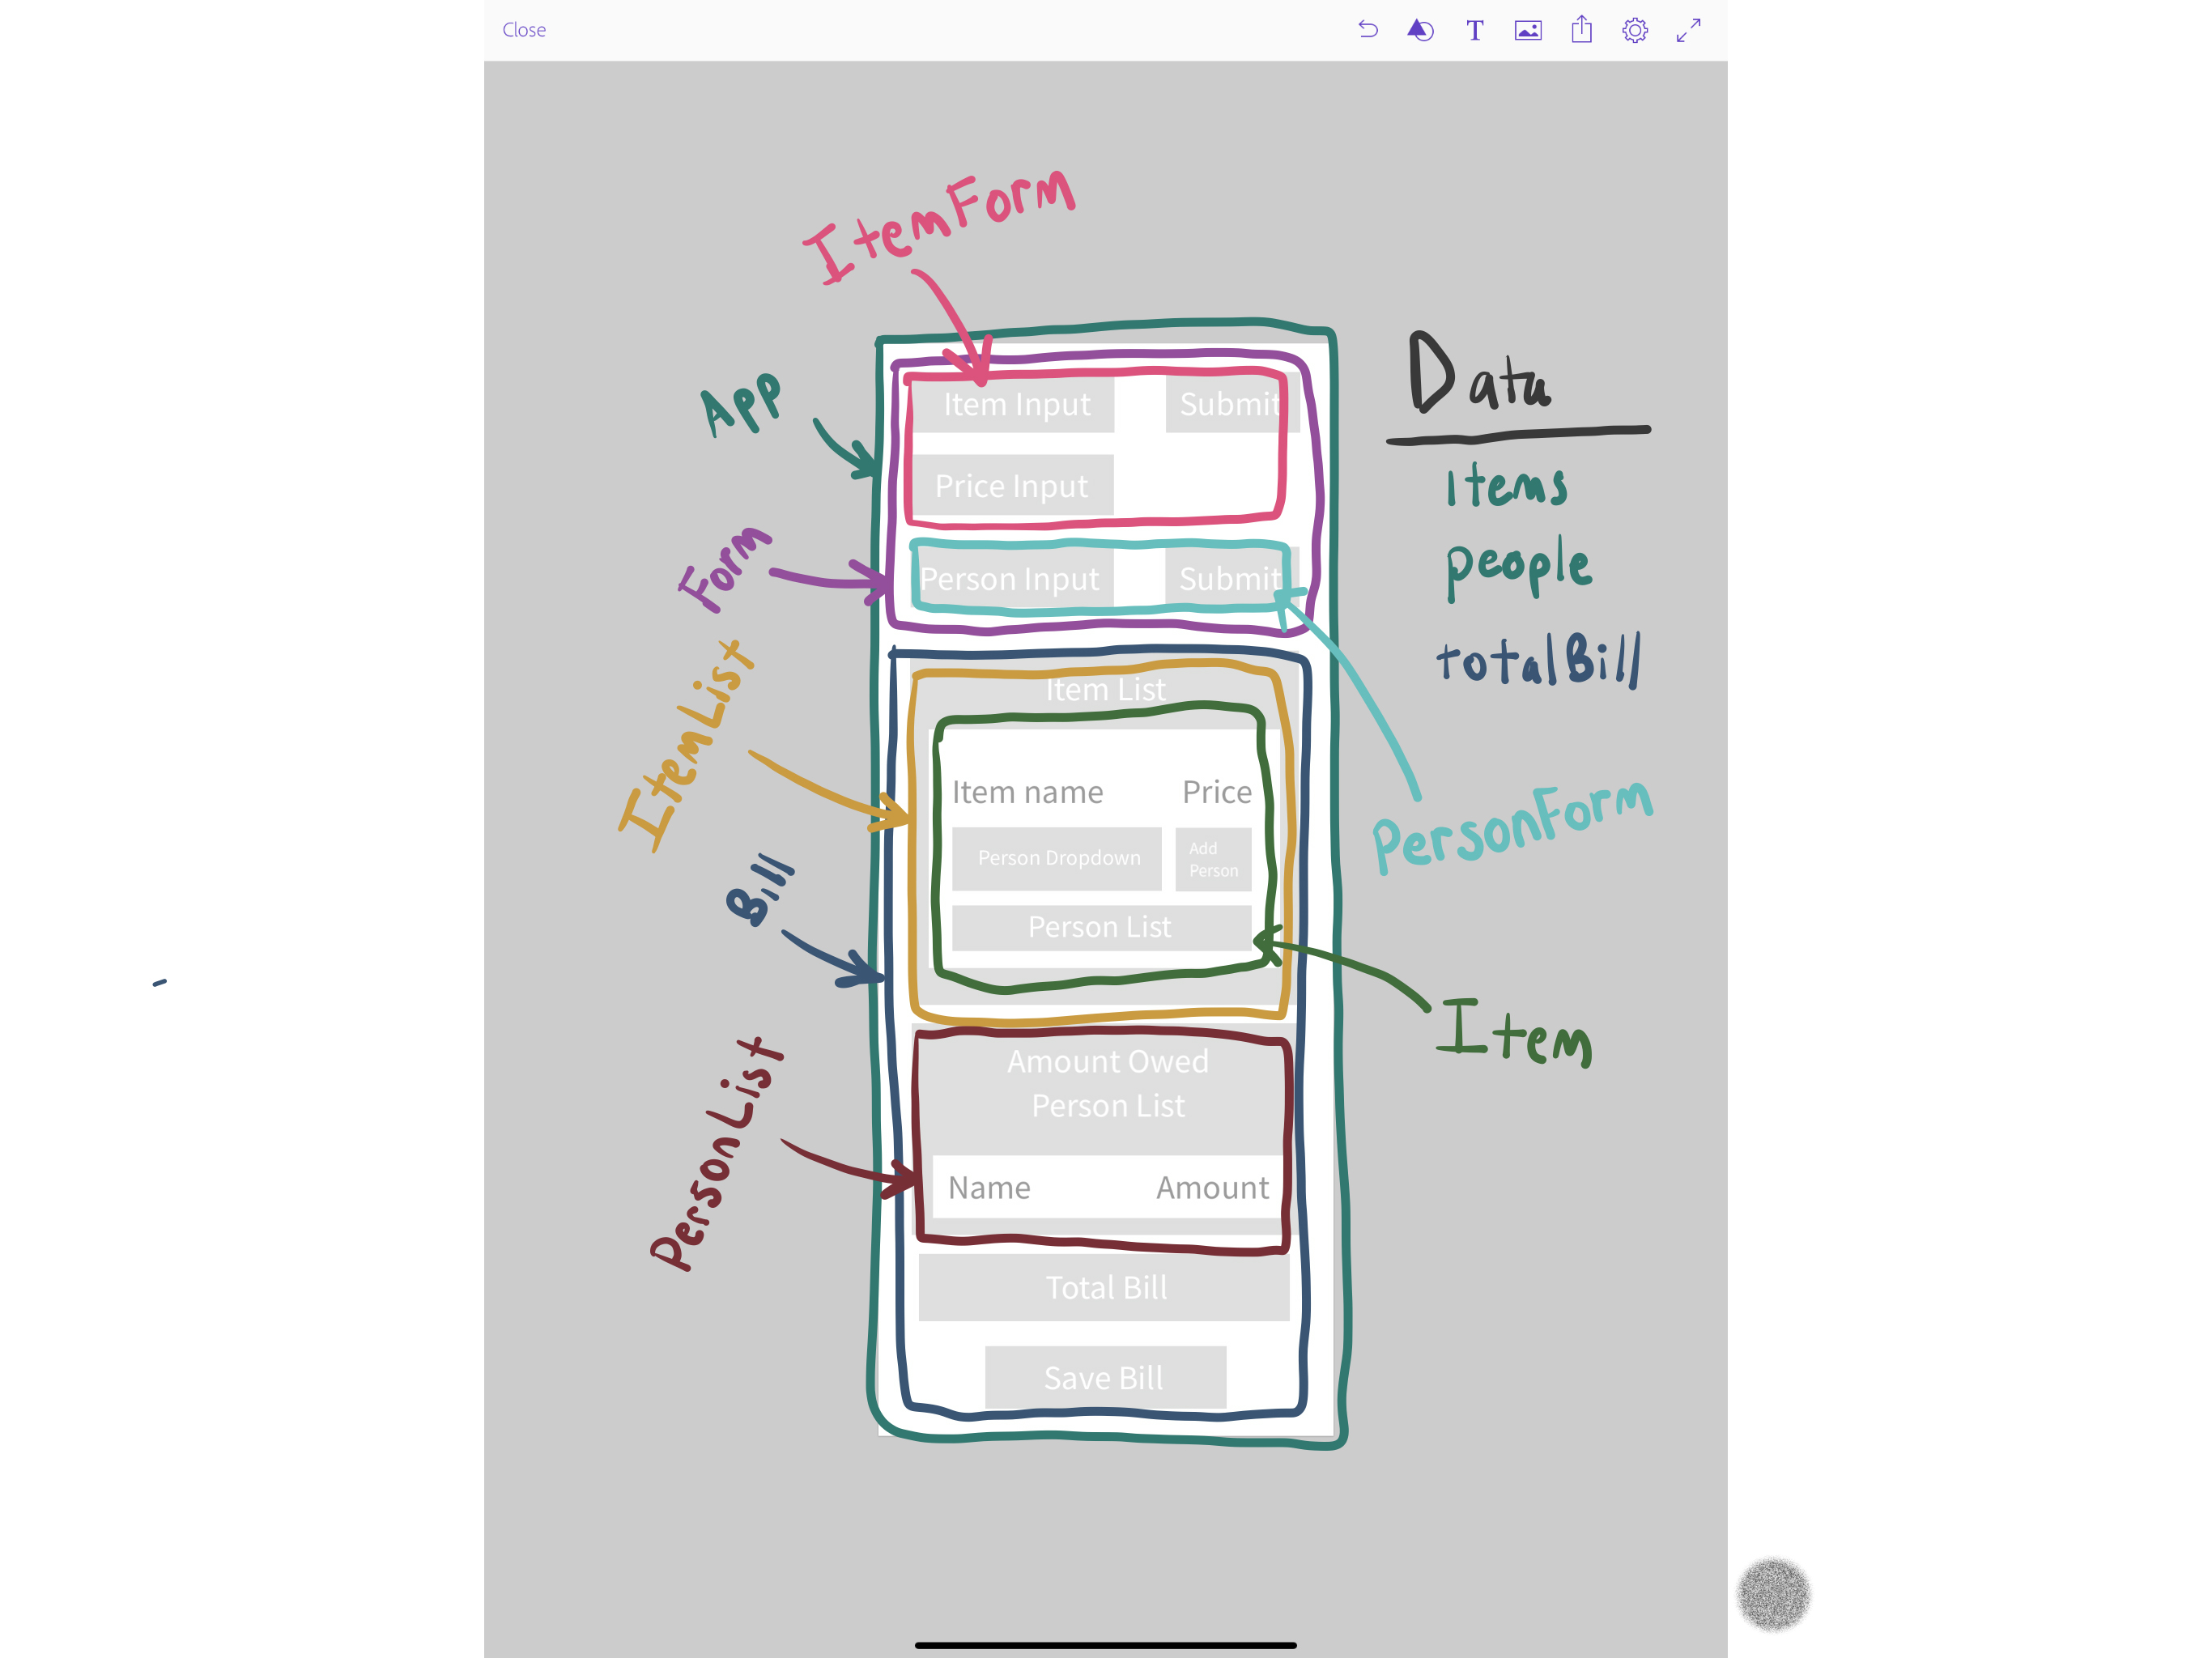 Close
T
ItemForm
App
Item Input
Submit
Data
Price Input
Items
Form
Person Input
Submit
people
totalBill
ItemList
Item List
Item name
Price
PersonForm
Person Dropdown
Add
Person
Bill
Person List
Item
PersonList
Amount Owed
Person List
Name
Amount
Total Bill
Save Bill